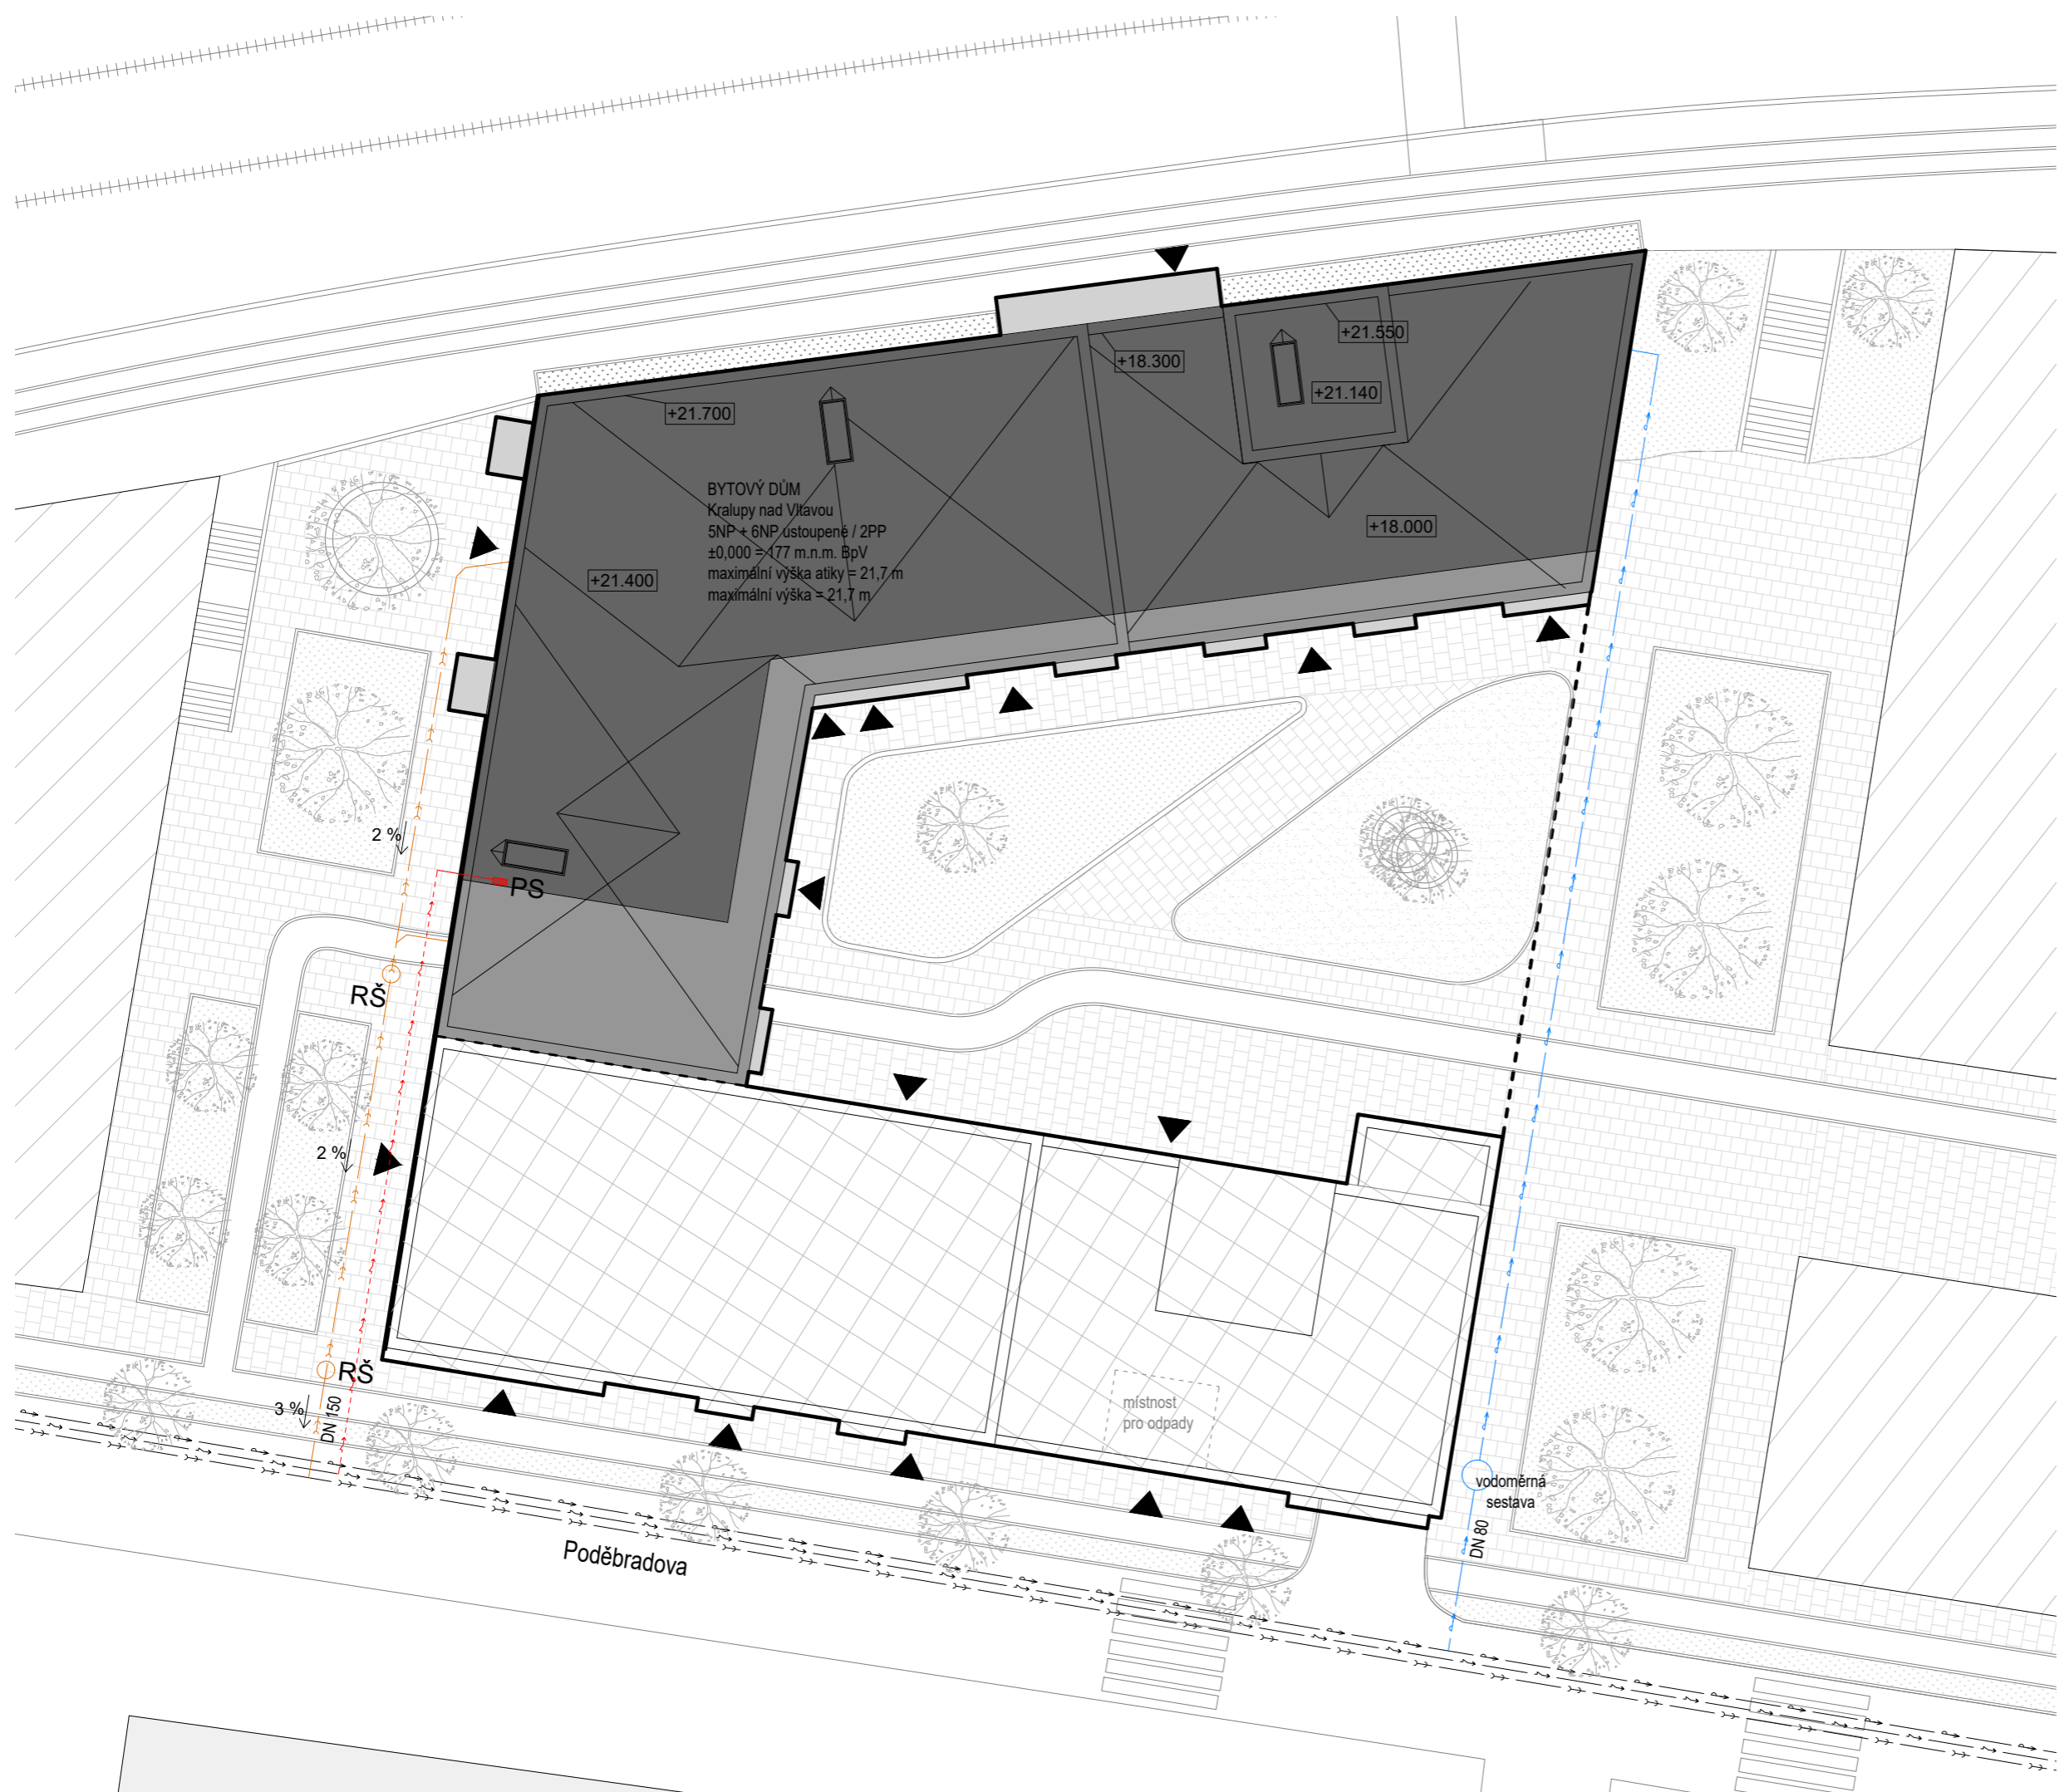 +21.550
+18.300
+21.140
+21.700
BYTOVÝ DŮM
Kralupy nad Vltavou
5NP + 6NP ustoupené / 2PP
±0,000 = 177 m.n.m. BpV
maximální výška atiky = 21,7 m
maximální výška = 21,7 m
+18.000
+21.400
2 %
PS
RŠ
2 %
RŠ
3 %
DN 150
místnost
pro odpady
vodoměrná
sestava
DN 80
Poděbradova